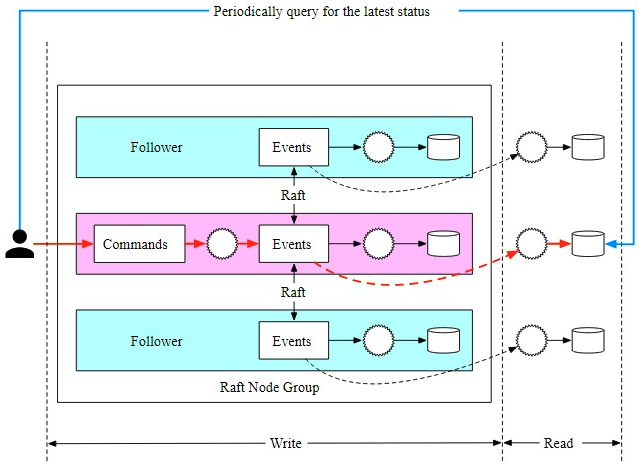 Periodically query for the latest status
Follower
Events
Raft
Commands
Events
Raft
Follower
Events
Raft Node Group
Write
Read